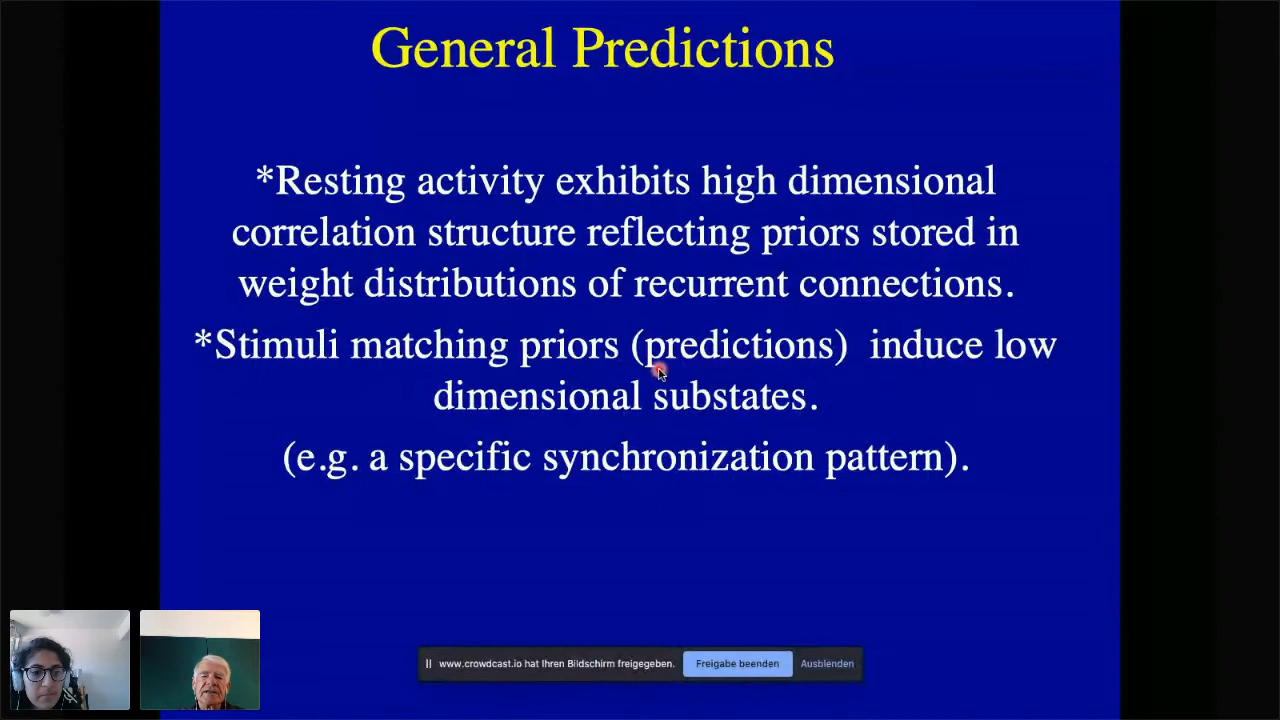 General Predictions
*Resting activity exhibits high dimensional
correlation structure reflecting priors stored in
weight distributions of recurrent connections.
*Stimuli matching priors (predictions)  induce low
dimensional substates.
(e.g. a specific synchronization pattern).
www.crowdcast.io hat Ihren Bildschirm freigegeben. Freigabe beenden Ausblenden